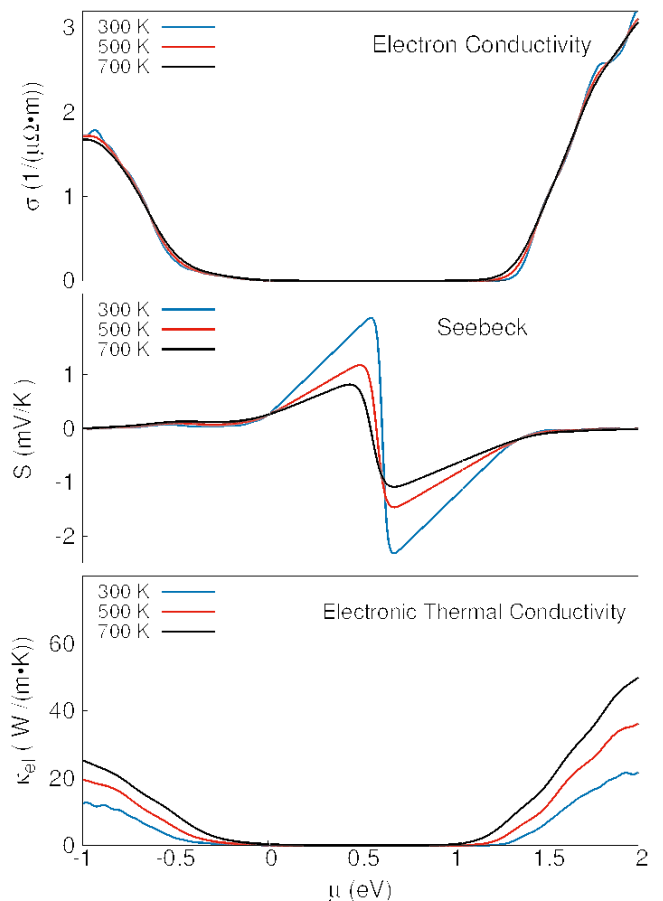 300 K
500 K
700 K
Electron Conductivity
σ (1/(μΩ•m))
3
2
1
0
300 K
500 K
700 K
Seebeck
S (mV/K)
1
0
-1
-2
300 K
500 K
700 K
Electronic Thermal Conductivity
κel ( W /(m•K))
60
40
20
0
-1
-0.5
0
0.5
1
1.5
2
μ (eV)